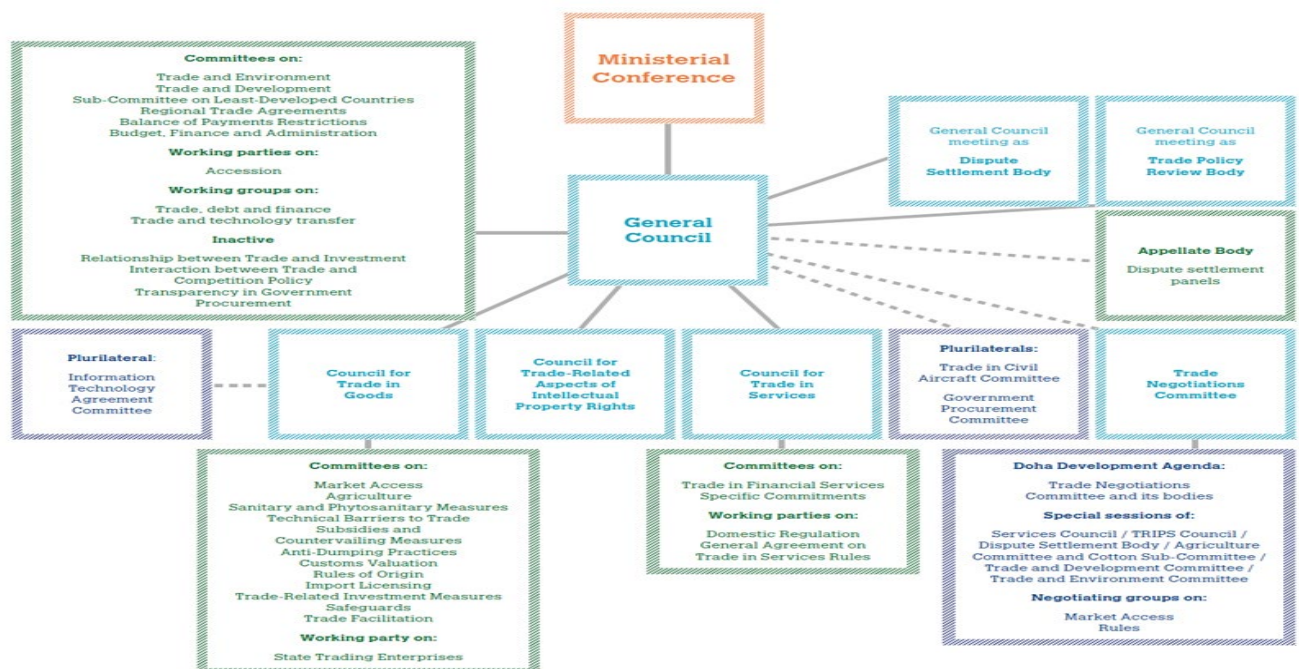 Ministerial
Conference
Committees on:
Trade and Environment
Trade and Development
Sub-Committee on Least-Developed Countries
Regional Trade Agreements
Balance of Payments Restrictions
Budget, Finance and Administration
Working parties on:
Accession
Working groups on:
Trade, debt and finance
Trade and technology transfer
Inactive
Relationship between Trade and Investment
Interaction between Trade and
Competition Policy
Transparency in Government
Procurement
General Council
meeting as
Dispute
Settlement Body
General Council
meeting as
Trade Policy
Review Body
General
Council
Appellate Body
Dispute settlement
panels
Plurilateral:
Information
Technology
Agreement
Committee
Council for
Trade in
Goods
Council for
Trade-Related
Aspects of
Intellectual
Property Rights
Council for
Trade in
Services
Plurilaterals:
Trade in Civil
Aircraft Committee
Government
Procurement
Committee
Trade
Negotiations
Committee
Committees on:
Market Access
Agriculture
Sanitary and Phytosanitary Measures
Technical Barriers to Trade
Subsidies and
Countervailing Measures
Anti-Dumping Practices
Customs Valuation
Rules of Origin
Import Licensing
Trade-Related Investment Measures
Safeguards
Trade Facilitation
Working party on:
State Trading Enterprises
Committees on:
Trade in Financial Services
Specific Commitments
Working parties on:
Domestic Regulation
General Agreement on
Trade in Services Rules
Doha Development Agenda:
Trade Negotiations
Committee and its bodies
Special sessions of:
Services Council / TRIPS Council /
Dispute Settlement Body / Agriculture
Committee and Cotton Sub-Committee /
Trade and Development Committee /
Trade and Environment Committee
Negotiating groups on:
Market Access
Rules